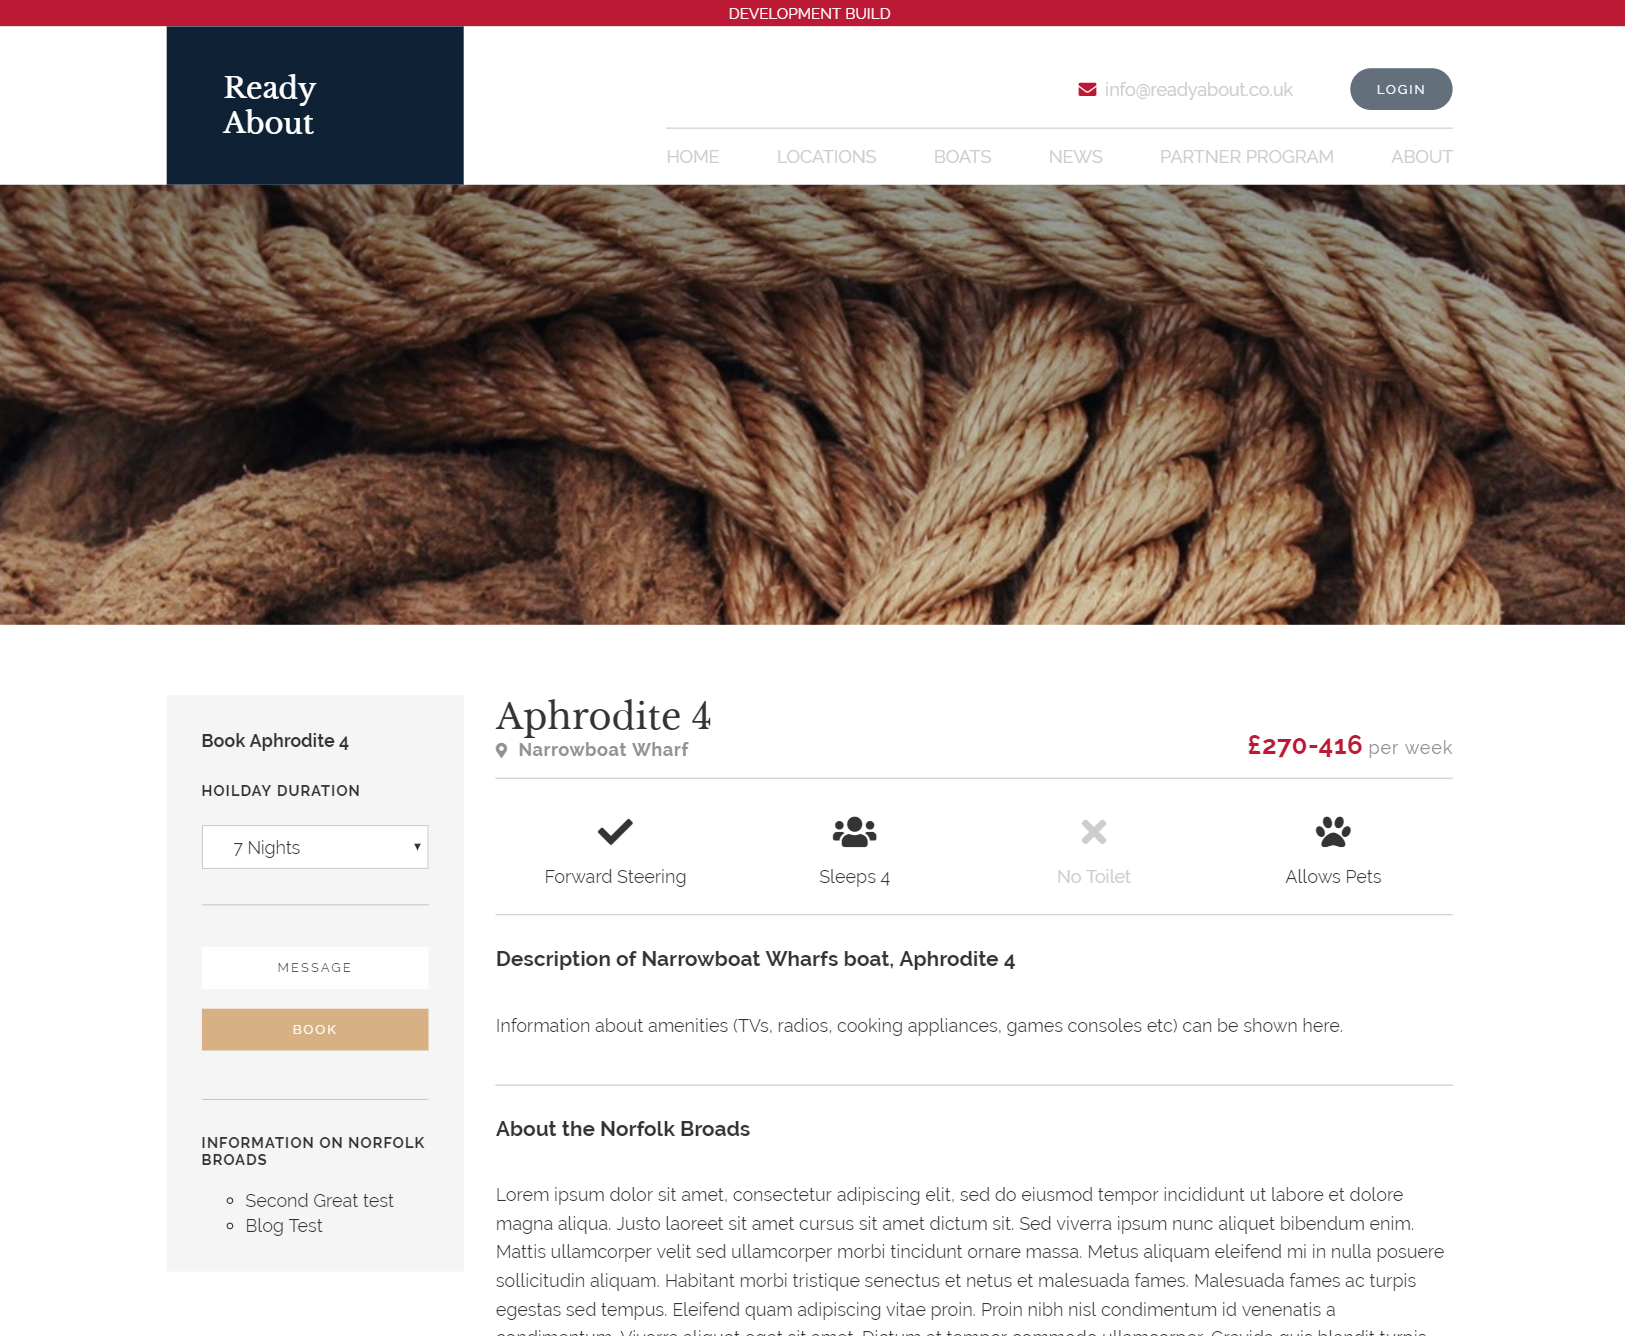 DEVELOPMENT BUILD
Ready
About
info@readyabout.co.uk
LOGIN
HOME LOCATIONS BOATS NEWS PARTNER PROGRAM ABOUT
Book Aphrodite 4
HOILDAY DURATION
7 Nights
MESSAGE
BOOK
INFORMATION ON NORFOLK
BROADS
Second Great test
Blog Test
Aphrodite 4
Narrowboat Wharf
£270-416 per week
Forward Steering
Sleeps 4
No Toilet
Allows Pets
Description of Narrowboat Wharfs boat, Aphrodite 4
Information about amenities (TVs, radios, cooking appliances, games consoles etc) can be shown here.
About the Norfolk Broads
Lorem ipsum dolor sit amet, consectetur adipiscing elit, sed do eiusmod tempor incididunt ut labore et dolore
magna aliqua. Justo laoreet sit amet cursus sit amet dictum sit. Sed viverra ipsum nunc aliquet bibendum enim.
Mattis ullamcorper velit sed ullamcorper morbi tincidunt ornare massa. Metus aliquam eleifend mi in nulla posuere
sollicitudin aliquam. Habitant morbi tristique senectus et netus et malesuada fames. Malesuada fames ac turpis
egestas sed tempus. Eleifend quam adipiscing vitae proin. Proin nibh nisl condimentum id venenatis a